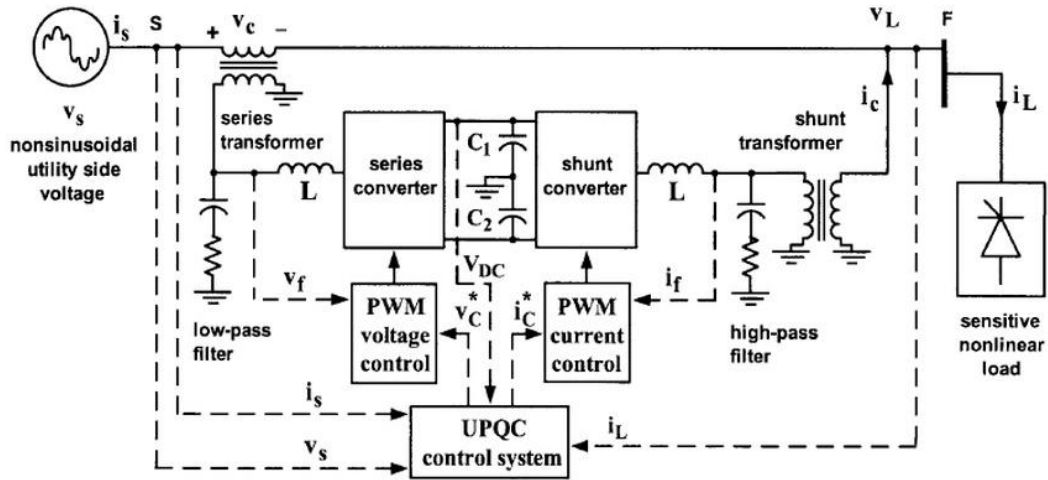 i_s
S
+ v_c −
v_L
F
v_s
nonsinusoidal
utility side
voltage
series
transformer
L
series
converter
C_1
C_2
shunt
converter
L
shunt
transformer
i_c
i_L
v_f
V_DC
v_C^*
i_C^*
i_f
PWM
voltage
control
PWM
current
control
low-pass
filter
high-pass
filter
sensitive
nonlinear
load
i_s
v_s
UPQC
control system
i_L